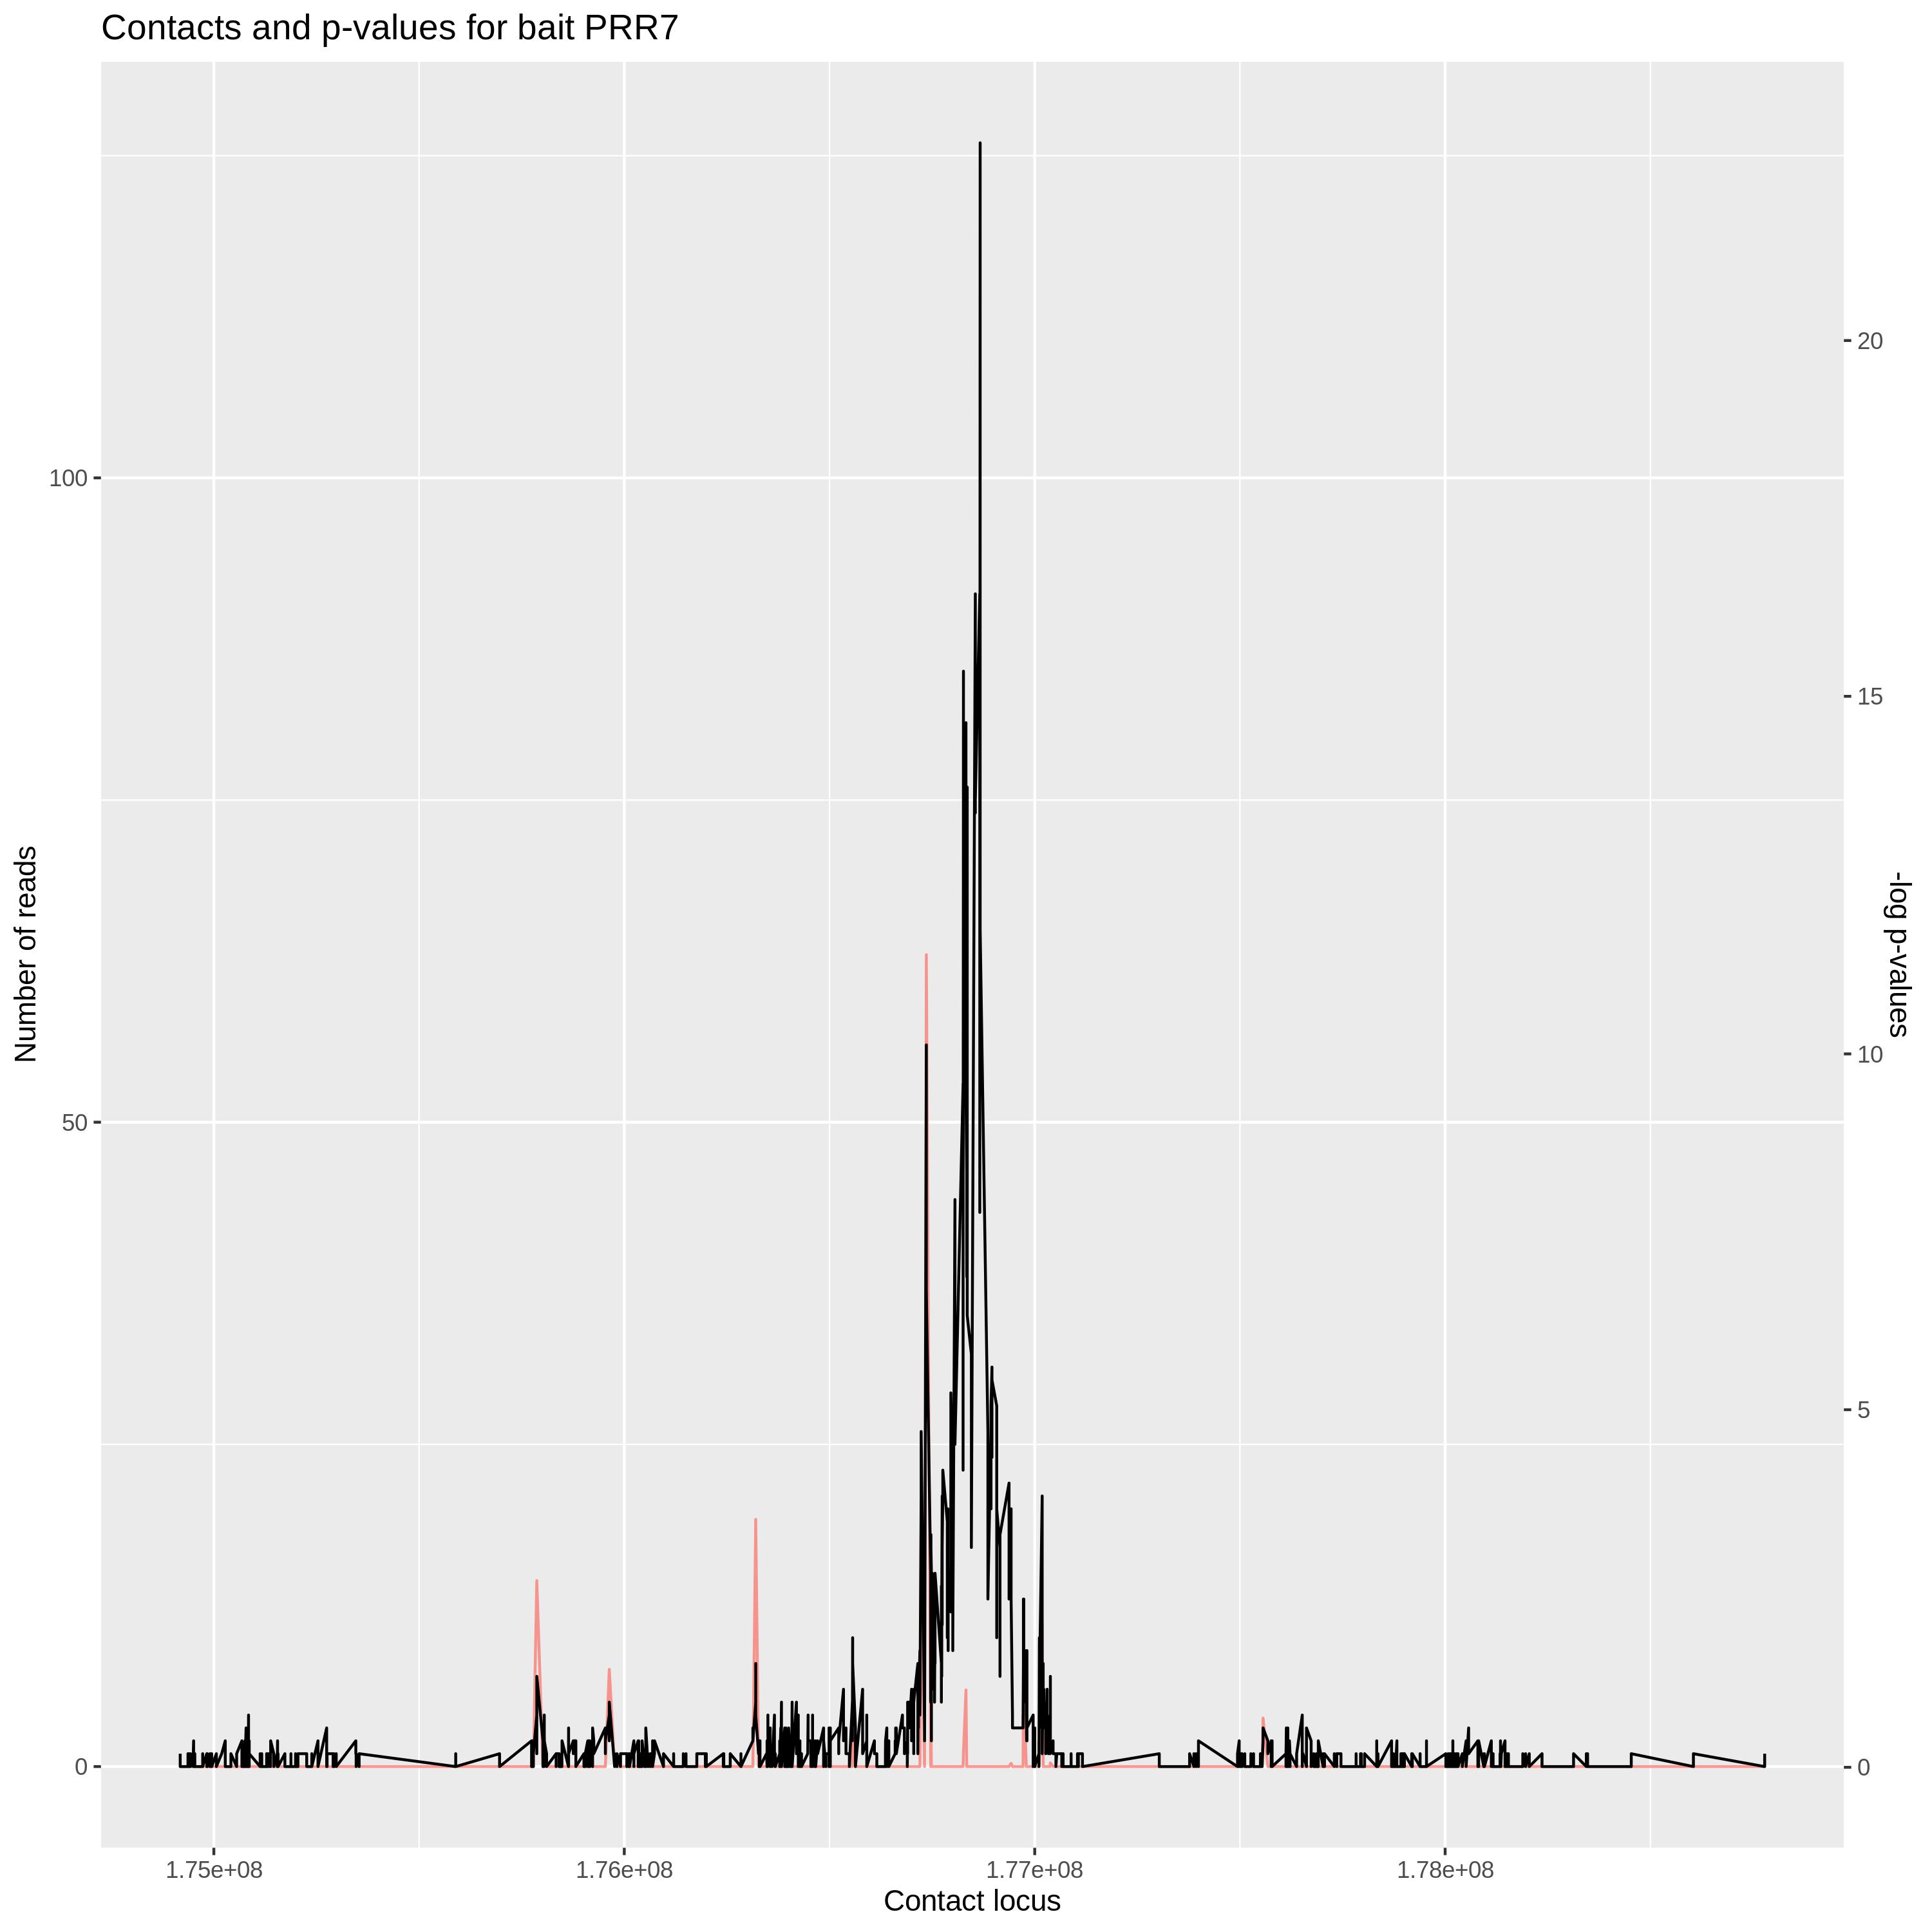 Contacts and p-values for bait PRR7
100
50
0
Number of reads
20
15
10
5
0
-log p-values
1.75e+08
1.76e+08
1.77e+08
1.78e+08
Contact locus